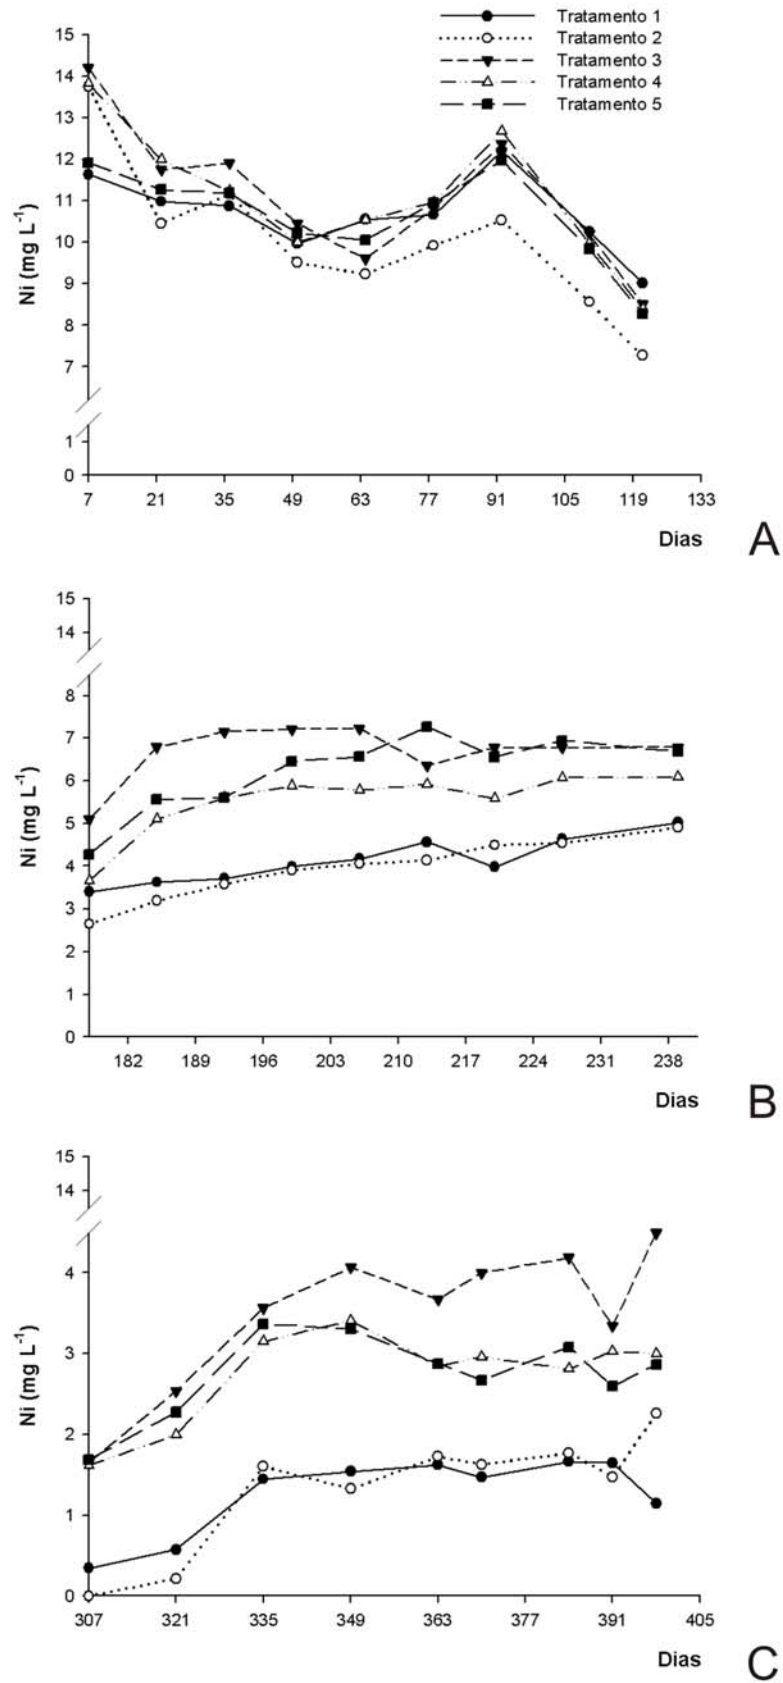 Tratamento 1
Tratamento 2
Tratamento 3
Tratamento 4
Tratamento 5
15
14
13
12
11
10
9
8
7
1
0
Ni (mg L-1)
7 21 35 49 63 77 91 105 119 133
Dias
A
15
14
8
7
6
5
4
3
2
1
0
Ni (mg L-1)
182 189 196 203 210 217 224 231 238
Dias
B
15
14
4
3
2
1
0
Ni (mg L-1)
307 321 335 349 363 377 391 405
Dias
C